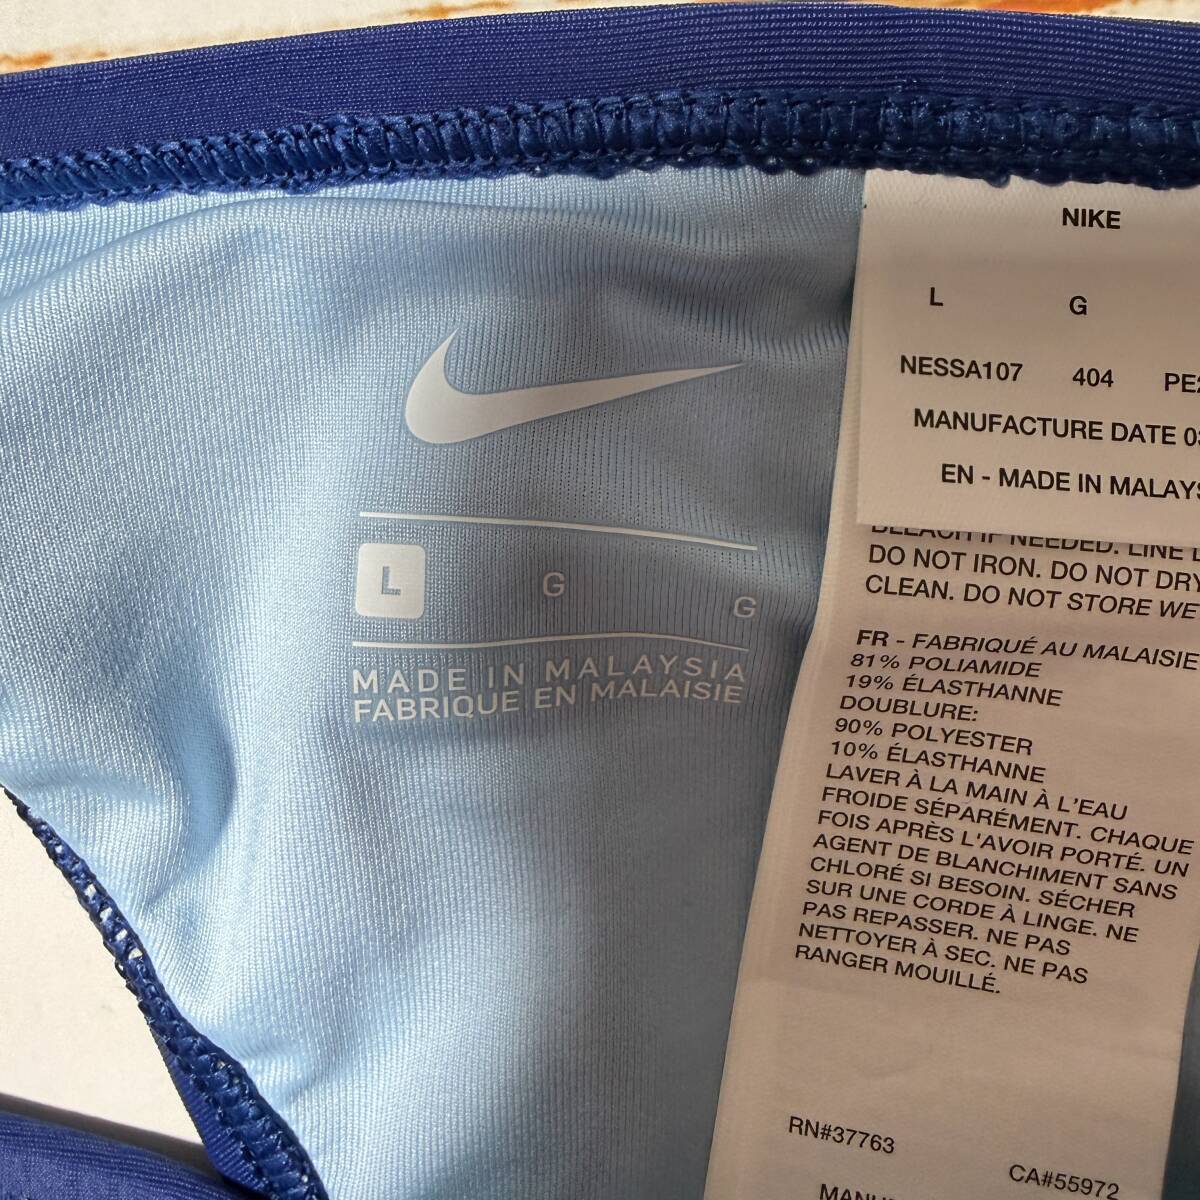 L
G
G
MADE IN MALAYSIA
FABRIQUE EN MALAISIE
NIKE
L G
NESSA107 404
MANUFACTURE DATE
EN - MADE IN
BLEACH IF NEEDED. LINE
DO NOT IRON. DO NOT DRY
CLEAN. DO NOT STORE
FR - FABRIQUÉ AU MALAISIE
81% POLIAMIDE
19% ÉLASTHANNE
DOUBLURE:
90% POLYESTER
10% ÉLASTHANNE
LAVER À LA MAIN À L'EAU
FROIDE SÉPARÉMENT. CHAQUE
FOIS APRÈS L'AVOIR PORTÉ. UN
AGENT DE BLANCHIMENT SANS
CHLORÉ SI BESOIN. SÉCHER
SUR UNE CORDE À LINGE. NE
PAS REPASSER. NE PAS
NETTOYER À SEC. NE PAS
RANGER MOUILLÉ.
RN#37763
CA#55972